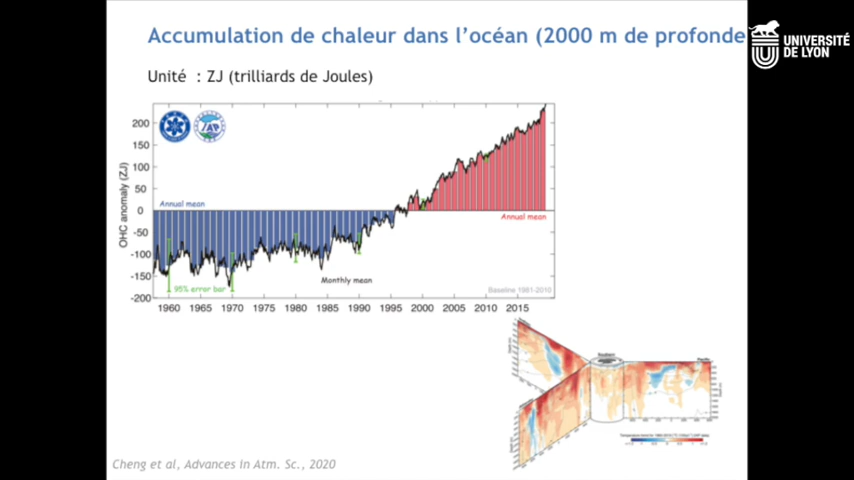 Accumulation de chaleur dans l'océan (2000 m de profonde
UNIVERSITÉ
DE LYON
Unité : ZJ (trilliards de Joules)
IAP
OHC anomaly (ZJ)
200
150
100
50
0
-50
-100
-150
-200
Annual mean
Annual mean
Monthly mean
95% error bar
Baseline 1981-2010
1960 1965 1970 1975 1980 1985 1990 1995 2000 2005 2010 2015
Southern
Pacific
Cheng et al, Advances in Atm. Sc., 2020